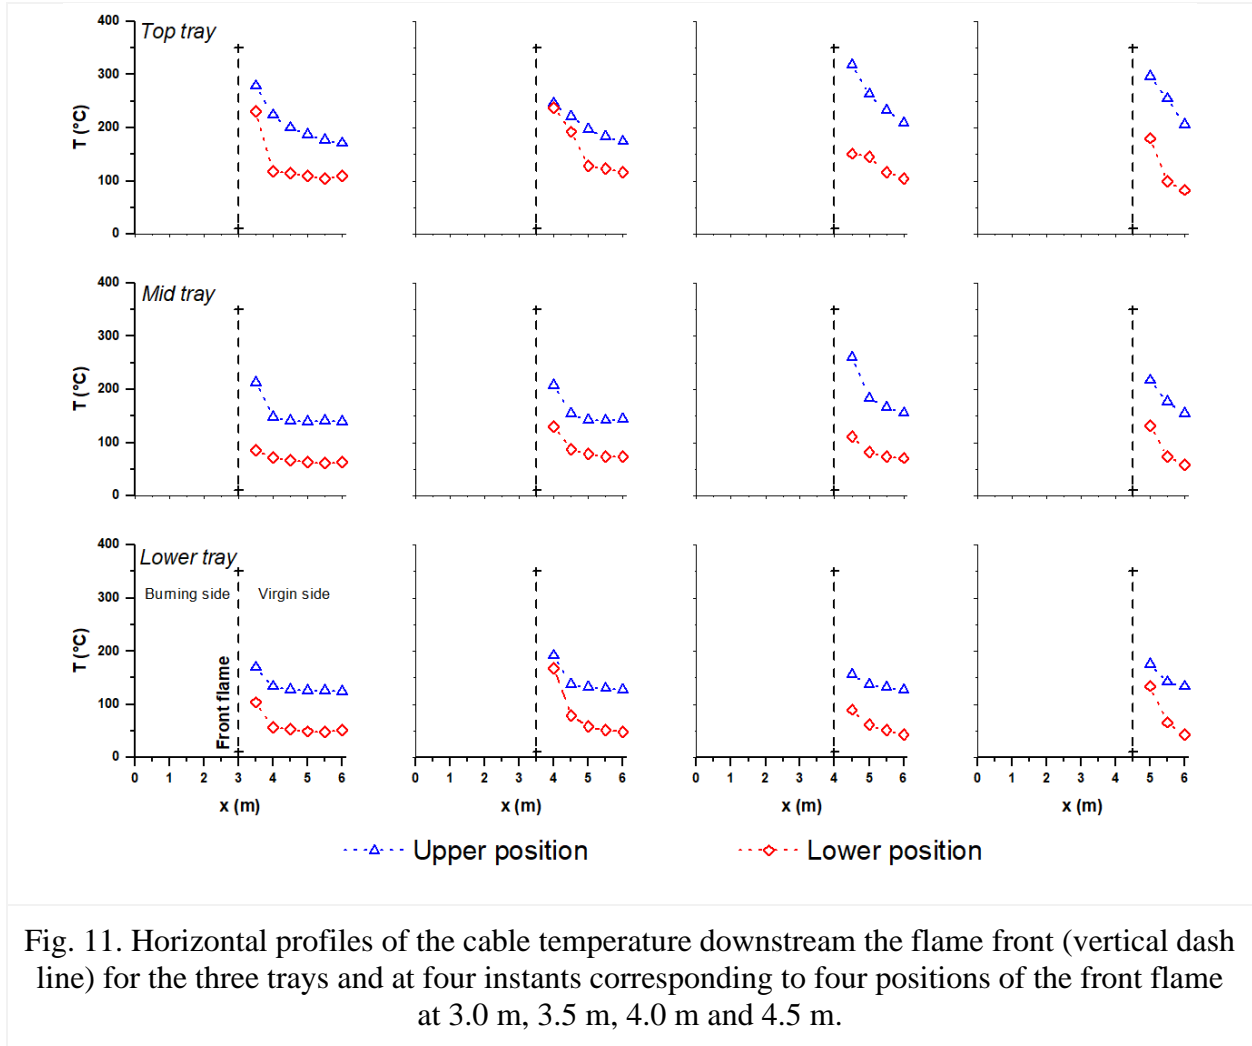 Top tray
T (°C)
400
300
200
100
0
Mid tray
T (°C)
400
300
200
100
0
Lower tray
Burning side
Virgin side
Front flame
T (°C)
400
300
200
100
0
0 1 2 3 4 5 6
0 1 2 3 4 5 6
0 1 2 3 4 5 6
0 1 2 3 4 5 6
x (m)
x (m)
x (m)
x (m)
Upper position
Lower position
Fig. 11. Horizontal profiles of the cable temperature downstream the flame front (vertical dash
line) for the three trays and at four instants corresponding to four positions of the front flame
at 3.0 m, 3.5 m, 4.0 m and 4.5 m.